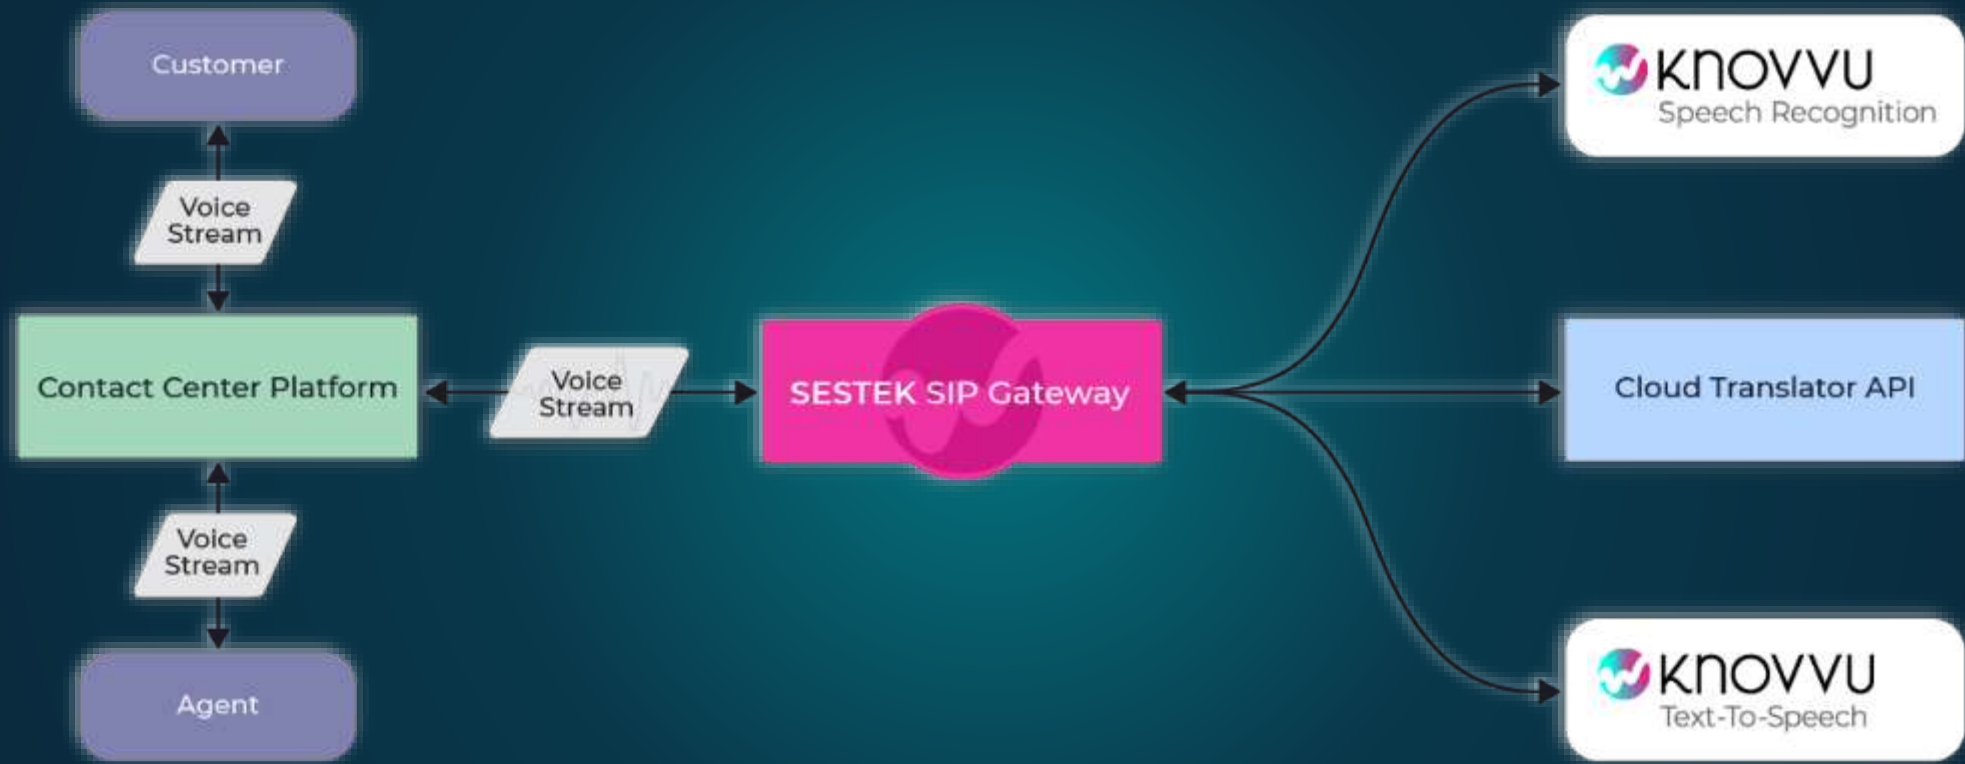 Customer
KNOVVU
Speech Recognition
Voice
Stream
Contact Center Platform
Voice
Stream
SESTEK SIP Gateway
Cloud Translator API
Voice
Stream
Agent
KNOVVU
Text-To-Speech